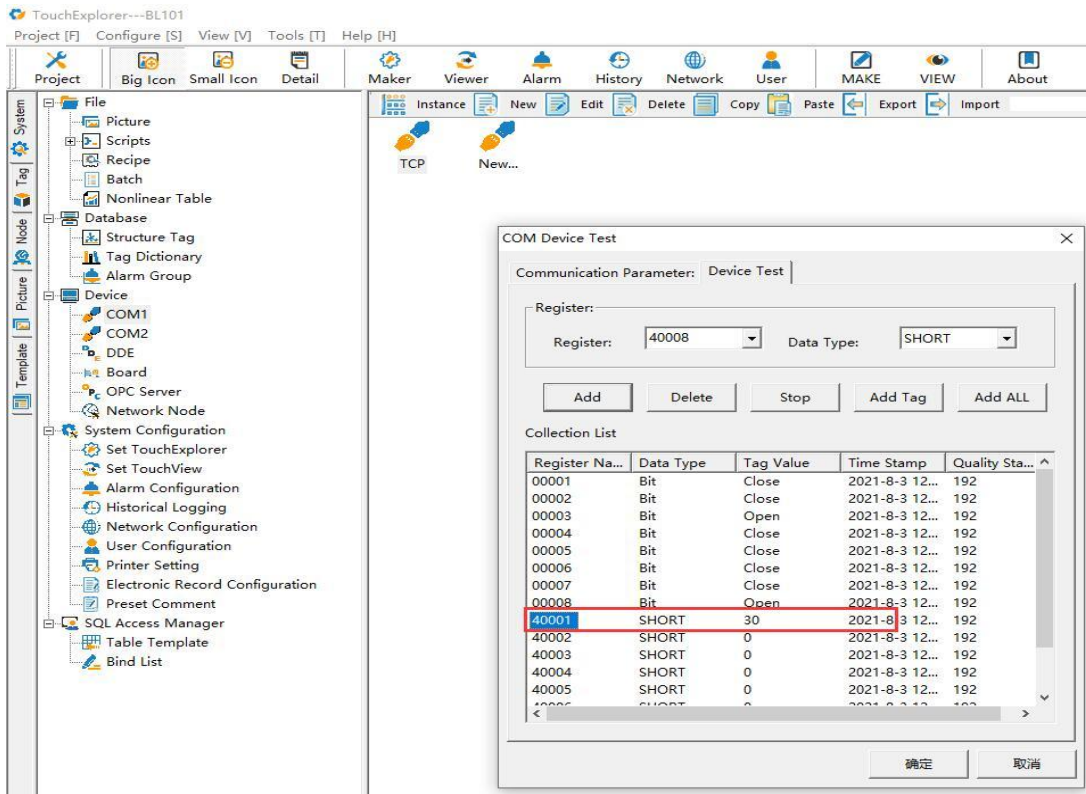 TouchExplorer---BL101
Project [F] Configure [S] View [V] Tools [T] Help [H]
Project Big Icon Small Icon Detail Maker Viewer Alarm History Network User MAKE VIEW About
Instance New Edit Delete Copy Paste Export Import
System
Tag
Node
Picture
Template
File
Picture
Scripts
Recipe
Batch
Nonlinear Table
Database
Structure Tag
Tag Dictionary
Alarm Group
Device
COM1
COM2
DDE
Board
OPC Server
Network Node
System Configuration
Set TouchExplorer
Set TouchView
Alarm Configuration
Historical Logging
Network Configuration
User Configuration
Printer Setting
Electronic Record Configuration
Preset Comment
SQL Access Manager
Table Template
Bind List
TCP New...
COM Device Test
Communication Parameter: Device Test
Register:
Register: 40008 Data Type: SHORT
Add Delete Stop Add Tag Add ALL
Collection List
Register Na... Data Type Tag Value Time Stamp Quality Sta...
00001 Bit Close 2021-8-3 12... 192
00002 Bit Close 2021-8-3 12... 192
00003 Bit Open 2021-8-3 12... 192
00004 Bit Close 2021-8-3 12... 192
00005 Bit Close 2021-8-3 12... 192
00006 Bit Close 2021-8-3 12... 192
00007 Bit Close 2021-8-3 12... 192
00008 Bit Open 2021-8-3 12... 192
40001 SHORT 30 2021-8-3 12... 192
40002 SHORT 0 2021-8-3 12... 192
40003 SHORT 0 2021-8-3 12... 192
40004 SHORT 0 2021-8-3 12... 192
40005 SHORT 0 2021-8-3 12... 192
确定 取消